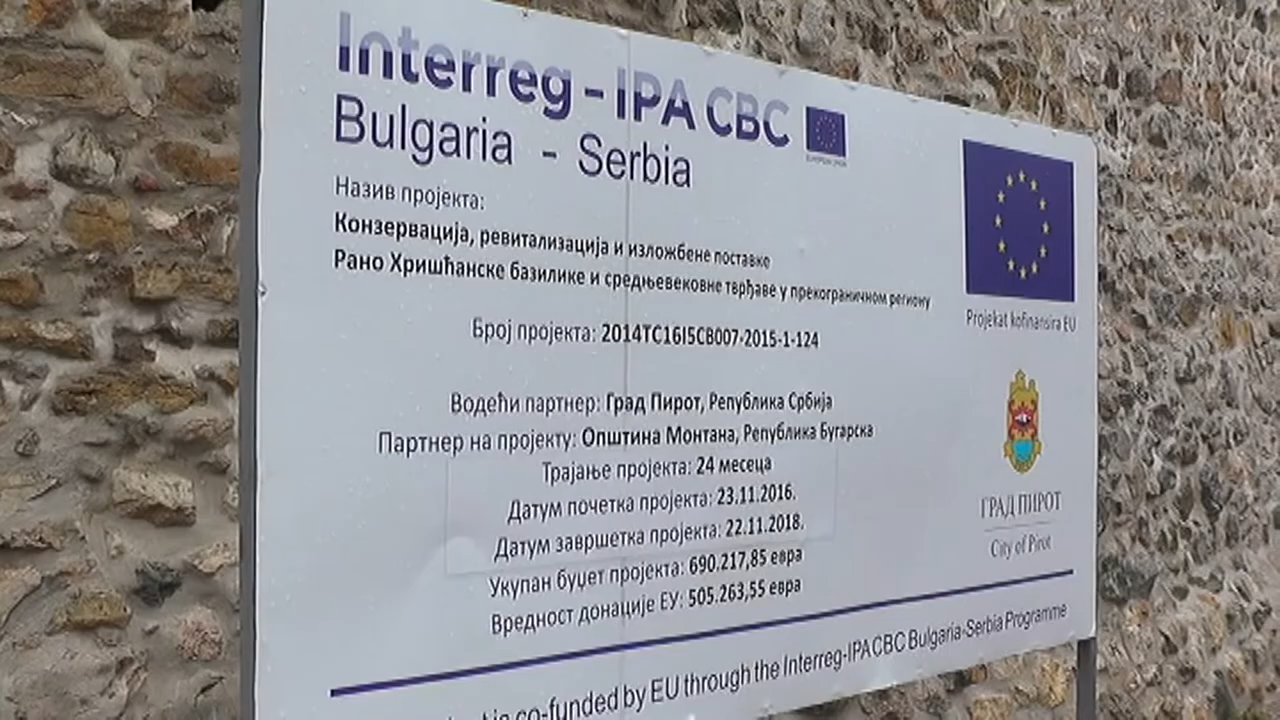 Interreg - IPA CBC
EUROPEAN UNION
Bulgaria - Serbia
Назив пројекта:
Конзервација, ревитализација и изложбене поставке
Рано Хришћанске базилике и средњевековне тврђаве у прекограничном региону
Број пројекта: 2014TC16I5CB007-2015-1-124
Projekat kofinansira EU
Водећи партнер: Град Пирот, Република Србија
Партнер на пројекту: Општина Монтана, Република Бугарска
Трајање пројекта: 24 месеца
Датум почетка пројекта: 23.11.2016.
Датум завршетка пројекта: 22.11.2018.
Укупан буџет пројекта: 690.217,85 евра
Вредност донације ЕУ: 505.263,55 евра
ГРАД ПИРОТ
City of Pirot
is co-funded by EU through the Interreg-IPA CBC Bulgaria-Serbia Programme